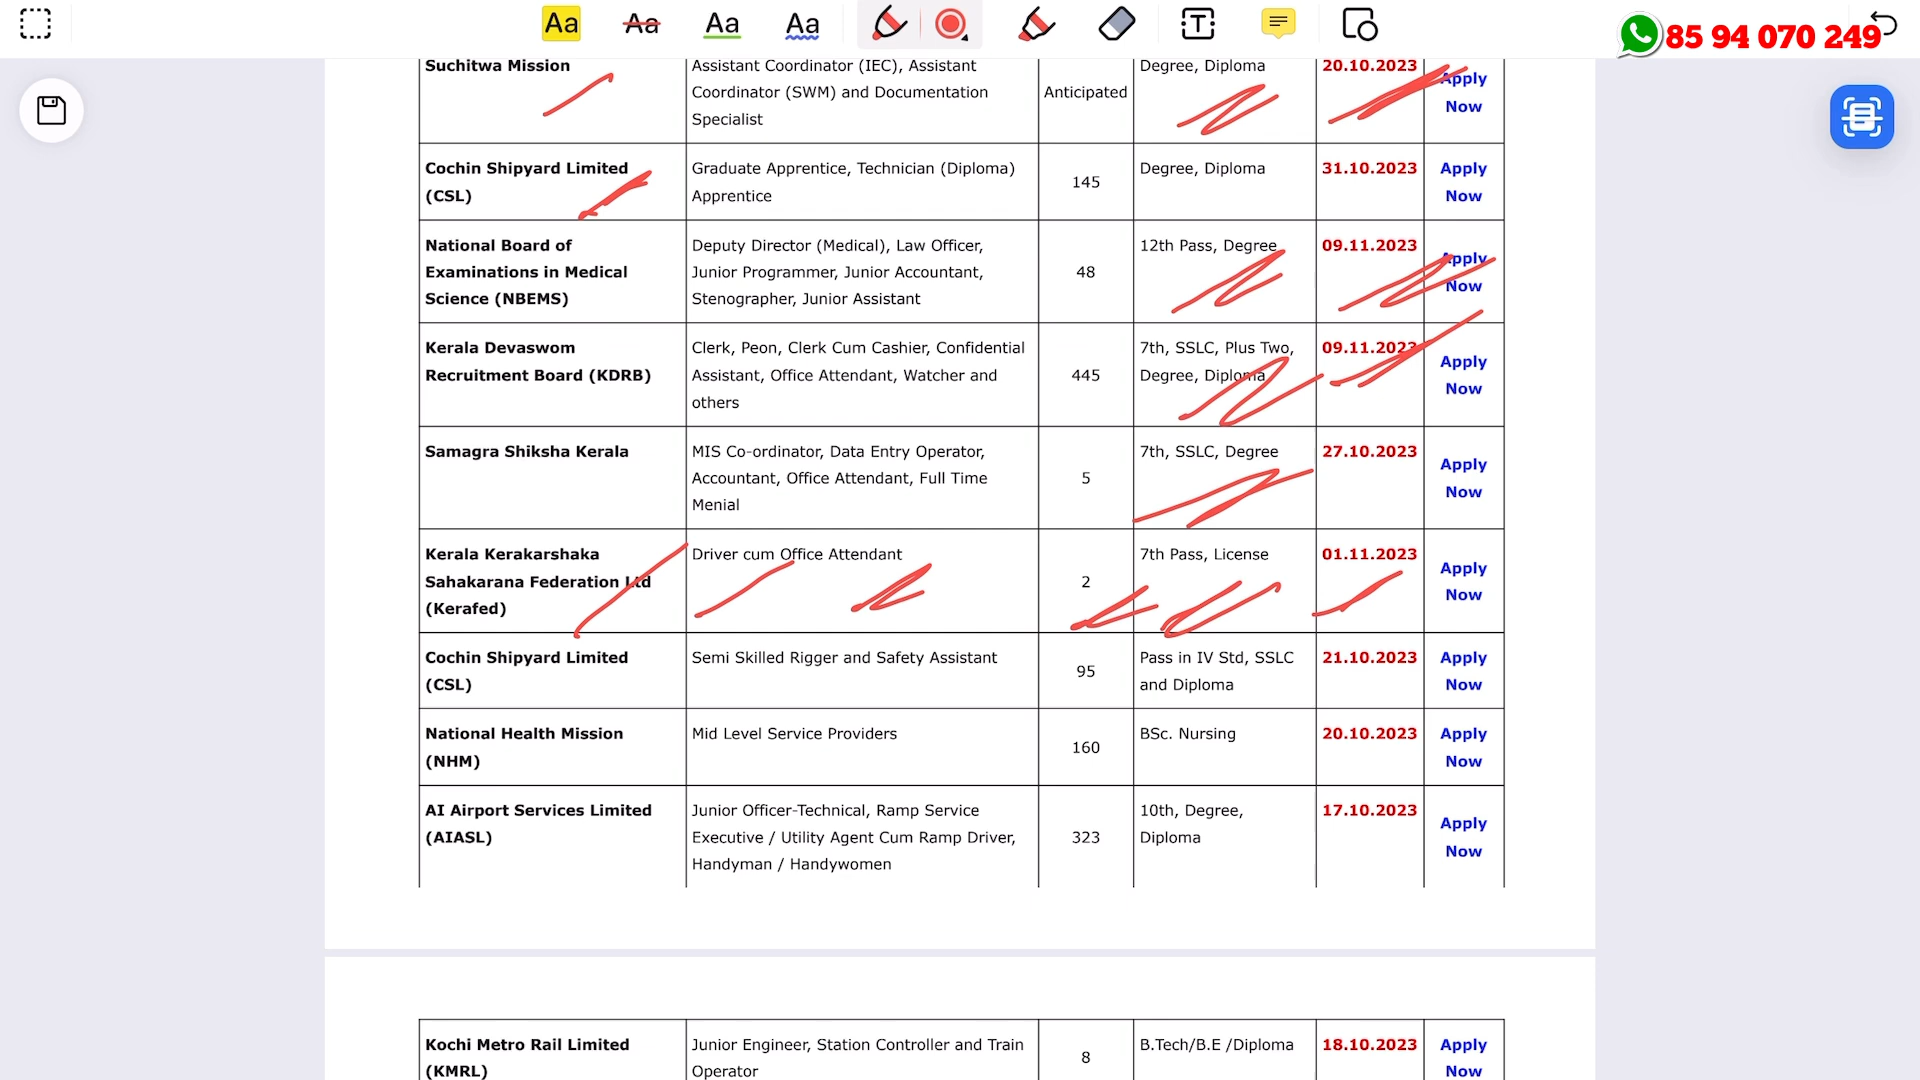 Aa Aa Aa Aa T
85 94 070 249
Suchitwa Mission
Assistant Coordinator (IEC), Assistant
Coordinator (SWM) and Documentation
Specialist
Anticipated
Degree, Diploma
20.10.2023
Apply
Now
Cochin Shipyard Limited
(CSL)
Graduate Apprentice, Technician (Diploma)
Apprentice
145
Degree, Diploma
31.10.2023
Apply
Now
National Board of
Examinations in Medical
Science (NBEMS)
Deputy Director (Medical), Law Officer,
Junior Programmer, Junior Accountant,
Stenographer, Junior Assistant
48
12th Pass, Degree
09.11.2023
Apply
Now
Kerala Devaswom
Recruitment Board (KDRB)
Clerk, Peon, Clerk Cum Cashier, Confidential
Assistant, Office Attendant, Watcher and
others
445
7th, SSLC, Plus Two,
Degree, Diploma
09.11.2023
Apply
Now
Samagra Shiksha Kerala
MIS Co-ordinator, Data Entry Operator,
Accountant, Office Attendant, Full Time
Menial
5
7th, SSLC, Degree
27.10.2023
Apply
Now
Kerala Kerakarshaka
Sahakarana Federation Ltd
(Kerafed)
Driver cum Office Attendant
2
7th Pass, License
01.11.2023
Apply
Now
Cochin Shipyard Limited
(CSL)
Semi Skilled Rigger and Safety Assistant
95
Pass in IV Std, SSLC
and Diploma
21.10.2023
Apply
Now
National Health Mission
(NHM)
Mid Level Service Providers
160
BSc. Nursing
20.10.2023
Apply
Now
AI Airport Services Limited
(AIASL)
Junior Officer-Technical, Ramp Service
Executive / Utility Agent Cum Ramp Driver,
Handyman / Handywomen
323
10th, Degree,
Diploma
17.10.2023
Apply
Now
Kochi Metro Rail Limited
(KMRL)
Junior Engineer, Station Controller and Train
Operator
8
B.Tech/B.E /Diploma
18.10.2023
Apply
Now